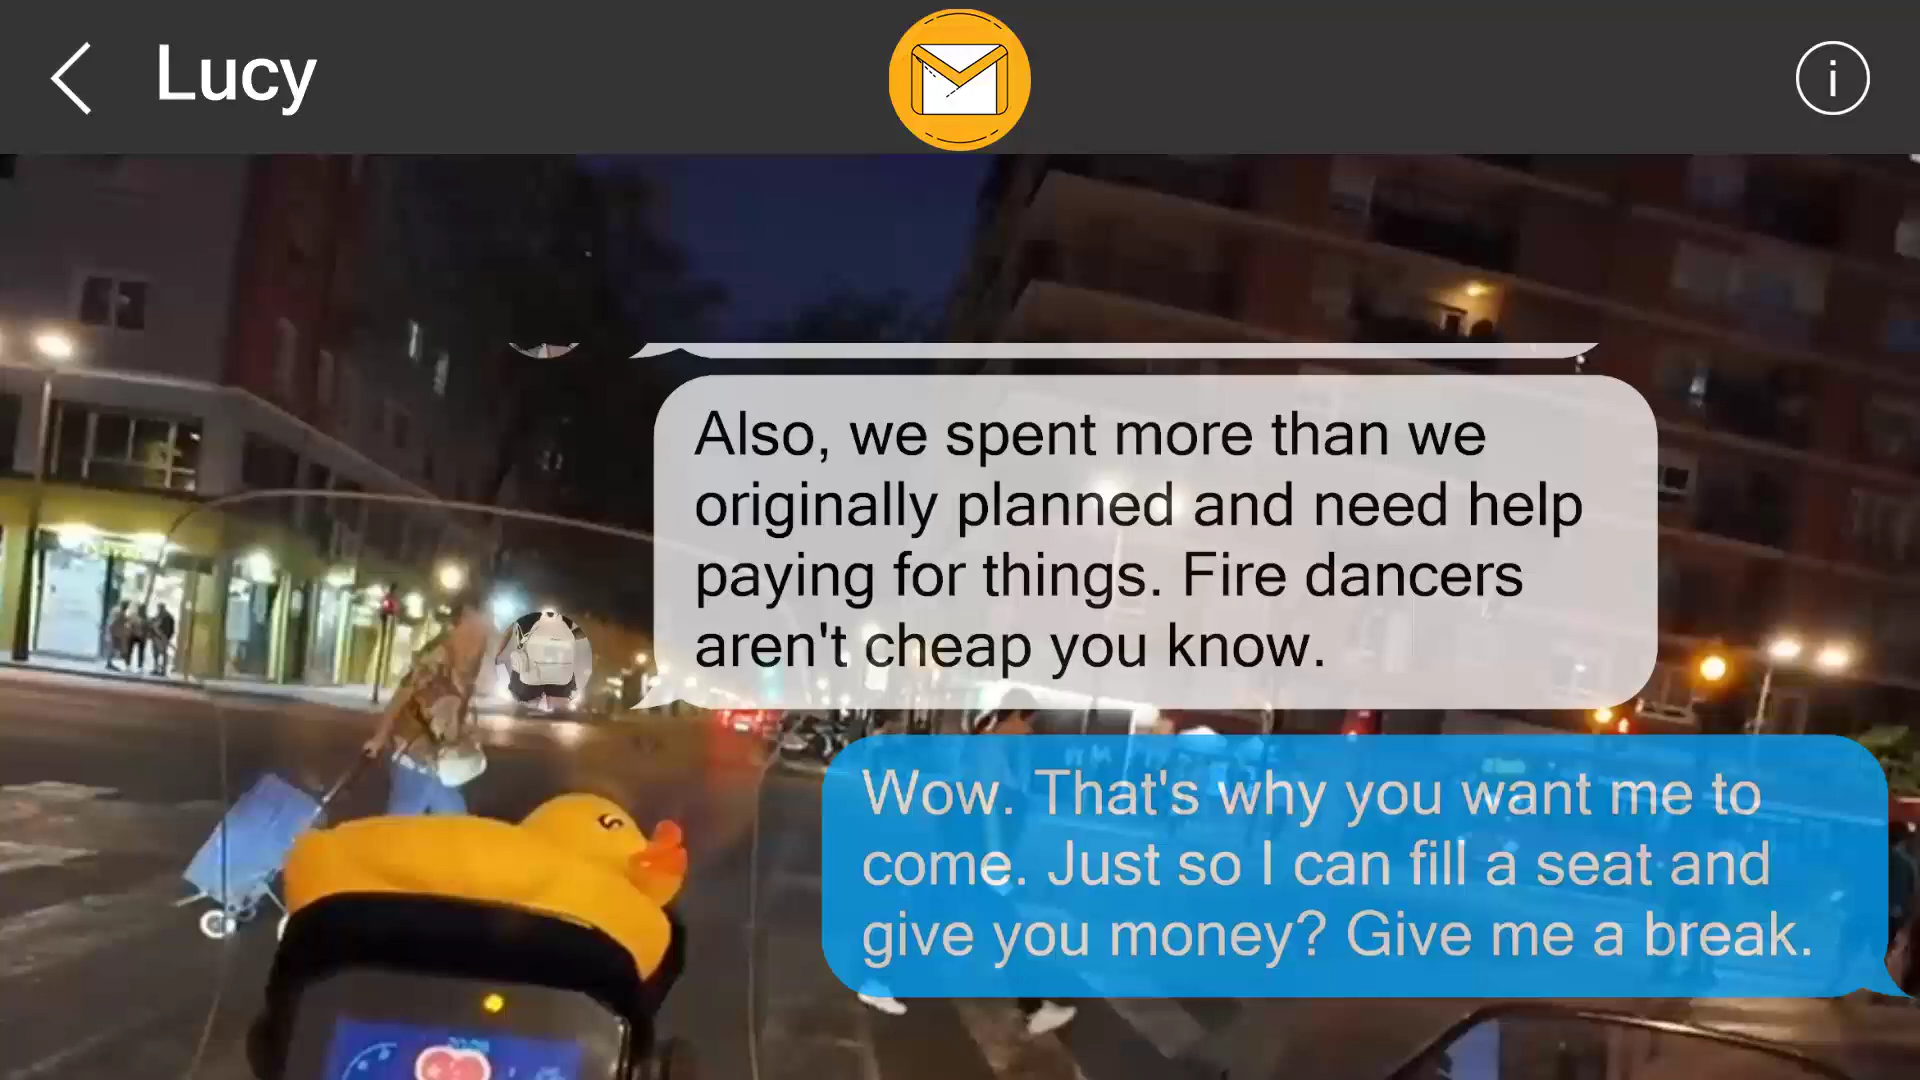 Lucy
Also, we spent more than we
originally planned and need help
paying for things. Fire dancers
aren't cheap you know.
Wow. That's why you want me to
come. Just so I can fill a seat and
give you money? Give me a break.